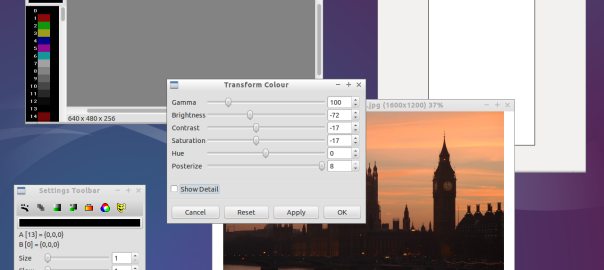 0
1
2
3
4
5
6
7
8
9
10
11
12
13
14
640 x 480 x 256
Transform Colour
Gamma 100
Brightness -72
Contrast -17
Saturation -17
Hue 0
Posterize 8
Show Detail
Cancel Reset Apply OK
.jpg (1600x1200) 37%
Settings Toolbar
A [13] = {0,0,0}
B [0] = {0,0,0}
Size 1
1